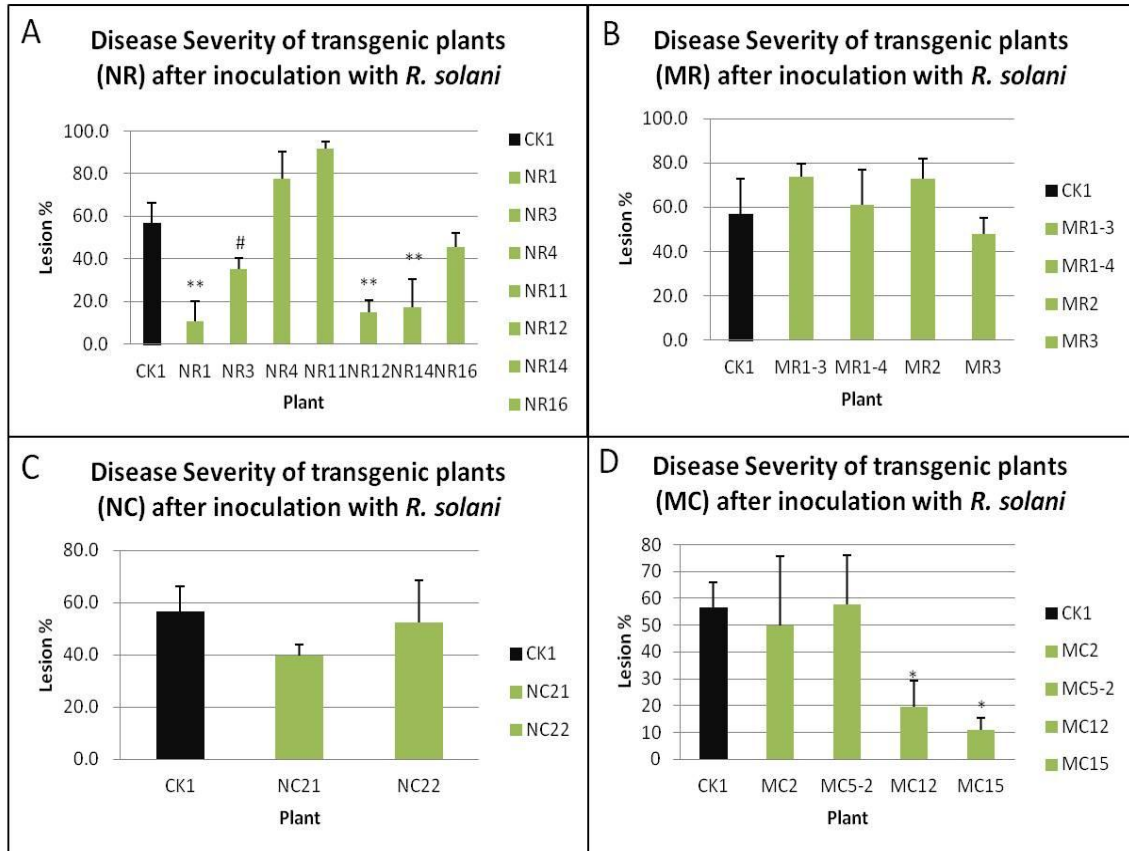 A
Disease Severity of transgenic plants
(NR) after inoculation with R. solani
Lesion %
100.0
80.0
60.0
40.0
20.0
0.0
**
#
**
**
CK1 NR1 NR3 NR4 NR11 NR12 NR14 NR16
Plant
CK1
NR1
NR3
NR4
NR11
NR12
NR14
NR16
B
Disease Severity of transgenic plants
(MR) after inoculation with R. solani
Lesion %
100.0
80.0
60.0
40.0
20.0
0.0
CK1 MR1-3 MR1-4 MR2 MR3
Plant
CK1
MR1-3
MR1-4
MR2
MR3
C
Disease Severity of transgenic plants
(NC) after inoculation with R. solani
Lesion %
80.0
60.0
40.0
20.0
0.0
CK1 NC21 NC22
Plant
CK1
NC21
NC22
D
Disease Severity of transgenic plants
(MC) after inoculation with R. solani
Lesion %
80
70
60
50
40
30
20
10
0
*
*
CK1 MC2 MC5-2 MC12 MC15
Plant
CK1
MC2
MC5-2
MC12
MC15